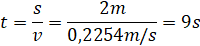 t = s/v = 2m/0,2254m/s = 9s